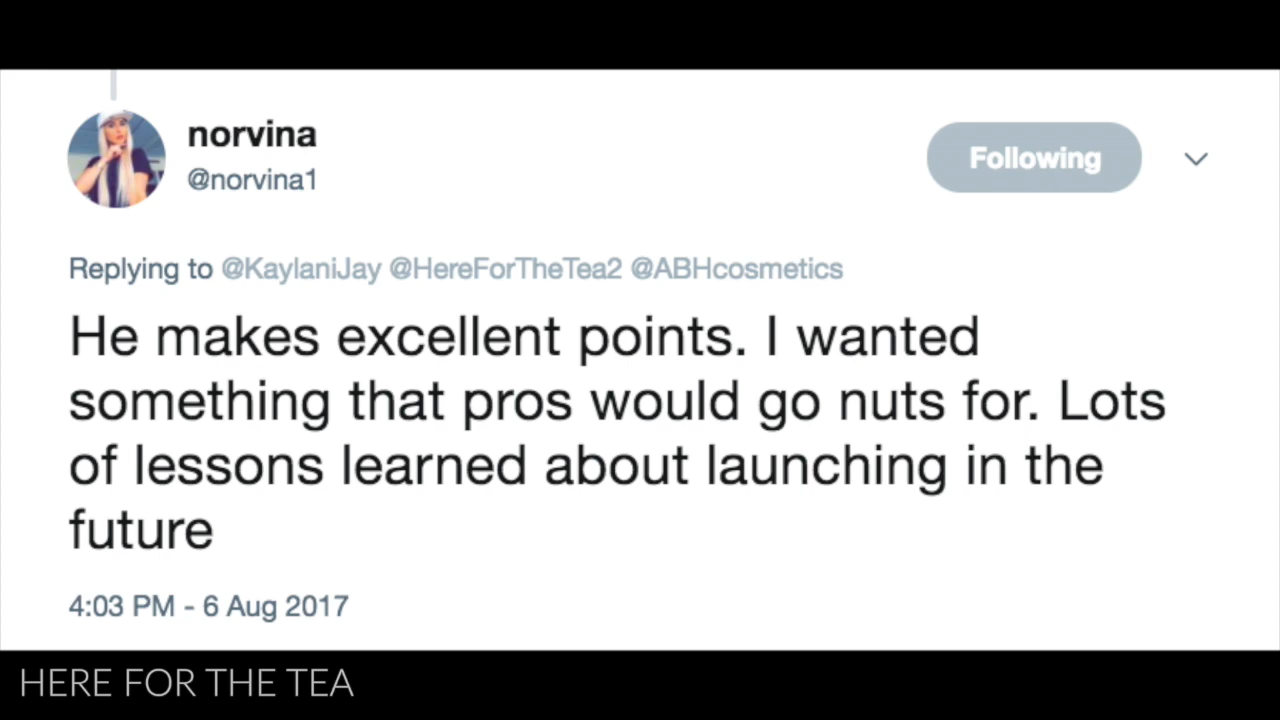 norvina
@norvina1
Following
Replying to @KaylaniJay @HereForTheTea2 @ABHcosmetics
He makes excellent points. I wanted
something that pros would go nuts for. Lots
of lessons learned about launching in the
future
4:03 PM - 6 Aug 2017
HERE FOR THE TEA